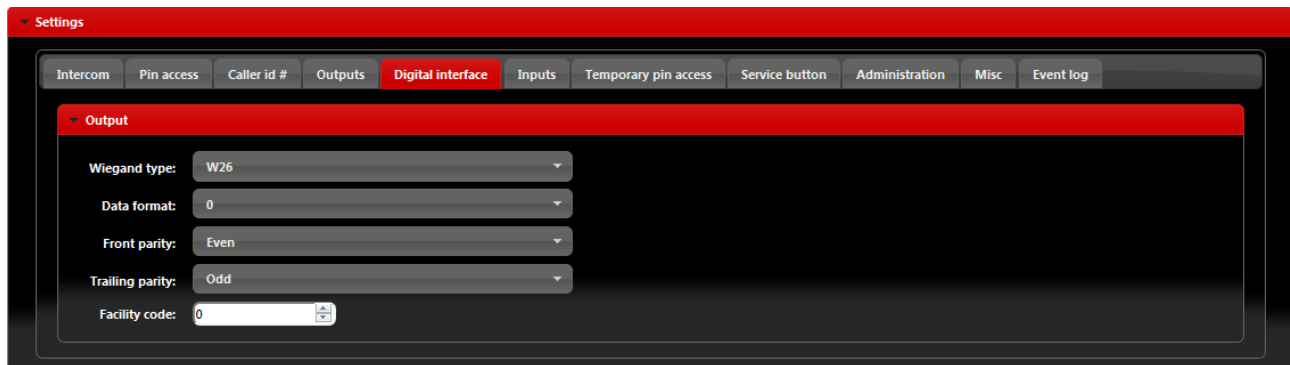 Settings
Intercom Pin access Caller id # Outputs Digital interface Inputs Temporary pin access Service button Administration Misc Event log
Output
Wiegand type: W26
Data format: 0
Front parity: Even
Trailing parity: Odd
Facility code: 0